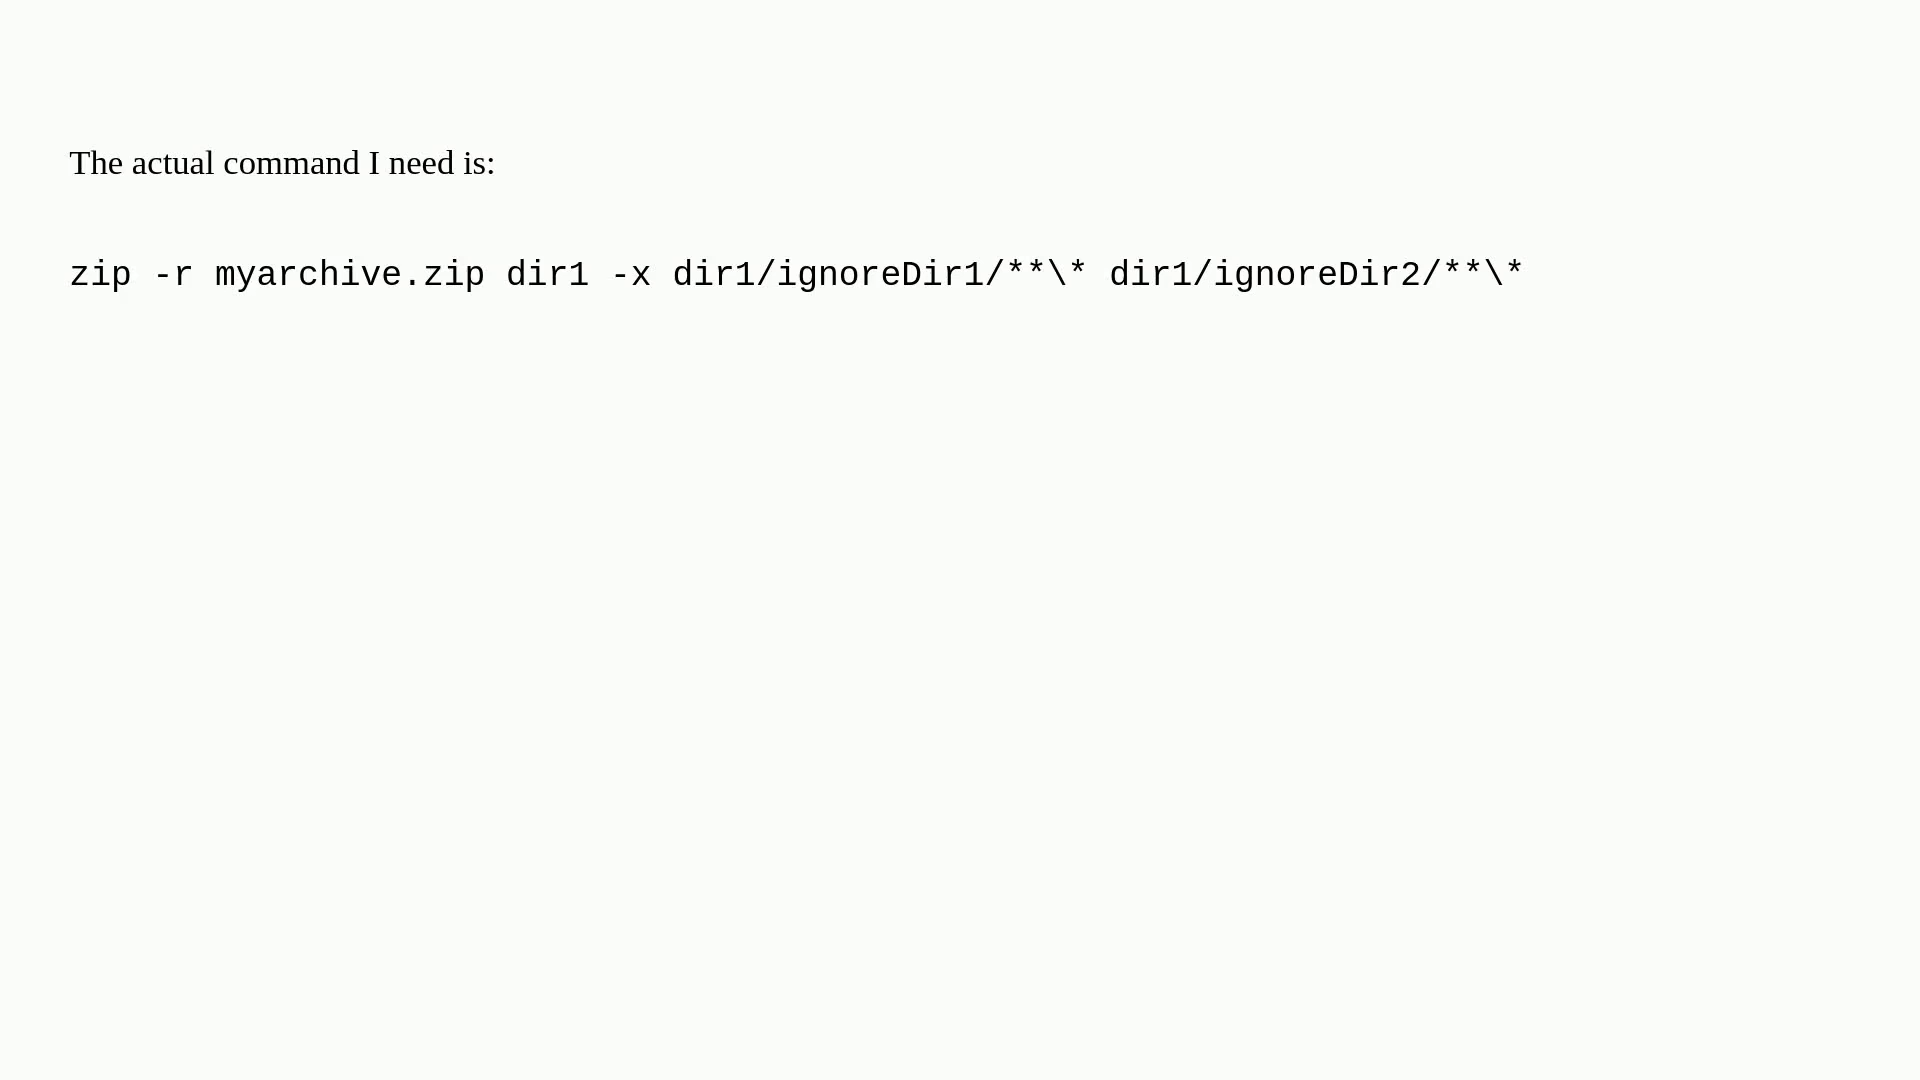 The actual command I need is:
zip -r myarchive.zip dir1 -x dir1/ignoreDir1/**\* dir1/ignoreDir2/**\*